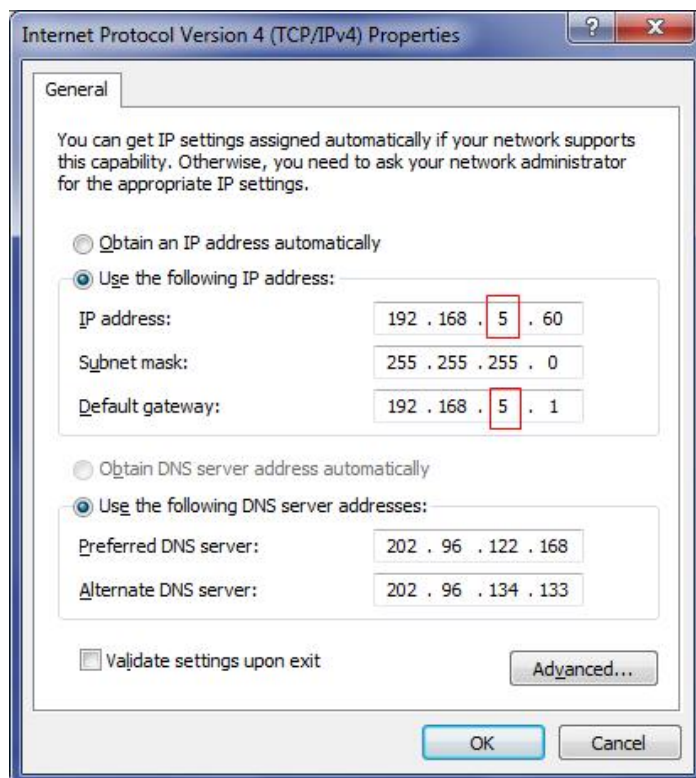 Internet Protocol Version 4 (TCP/IPv4) Properties
General
You can get IP settings assigned automatically if your network supports
this capability. Otherwise, you need to ask your network administrator
for the appropriate IP settings.
Obtain an IP address automatically
Use the following IP address:
IP address: 192 . 168 . 5 . 60
Subnet mask: 255 . 255 . 255 . 0
Default gateway: 192 . 168 . 5 . 1
Obtain DNS server address automatically
Use the following DNS server addresses:
Preferred DNS server: 202 . 96 . 122 . 168
Alternate DNS server: 202 . 96 . 134 . 133
Validate settings upon exit
Advanced...
OK Cancel